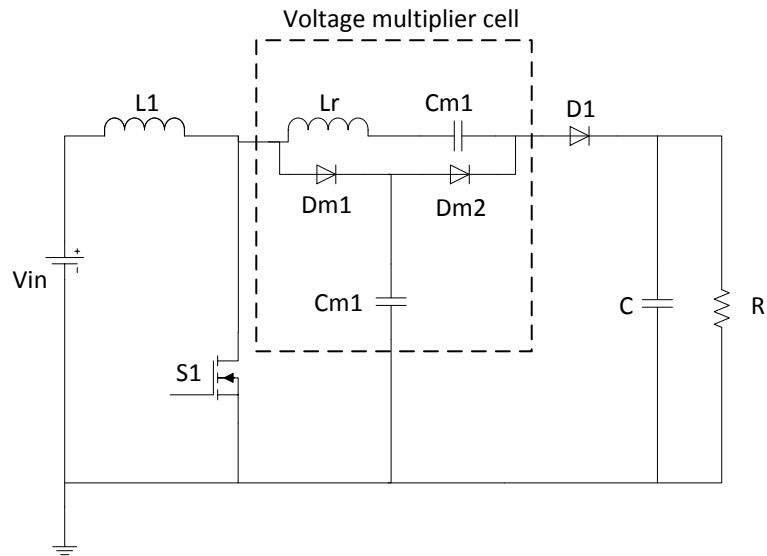 Voltage multiplier cell
L1
Lr
Cm1
D1
Dm1
Dm2
Vin
+
-
Cm1
C
R
S1